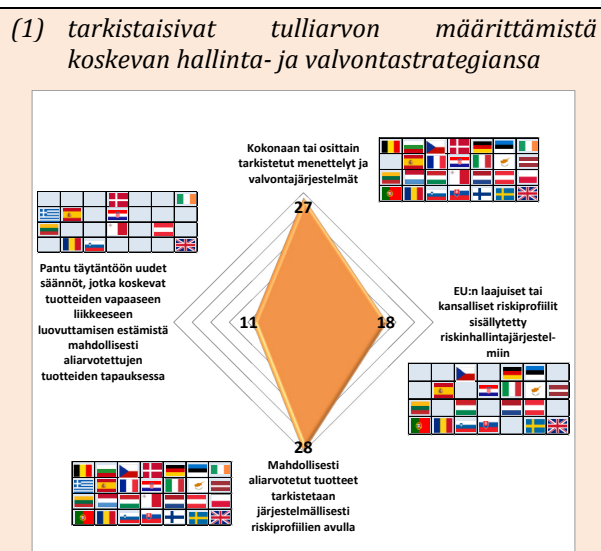 (1) tarkistaisivat tulliarvon määrittämistä
koskevan hallinta- ja valvontastrategiansa
Kokonaan tai osittain
tarkistetut menettelyt ja
valvontajärjestelmät
27
Pantu täytäntöön uudet
säännöt, jotka koskevat
tuotteiden vapaaseen
liikkeeseen
luovuttamisen estämistä
mahdollisesti
aliarvotettujen
tuotteiden tapauksessa
11
18
EU:n laajuiset tai
kansalliset riskiprofiilit
sisällytetty
riskinhallintajärjestel-
miin
28
Mahdollisesti
aliarvotetut tuotteet
tarkistetaan
järjestelmällisesti
riskiprofiilien avulla